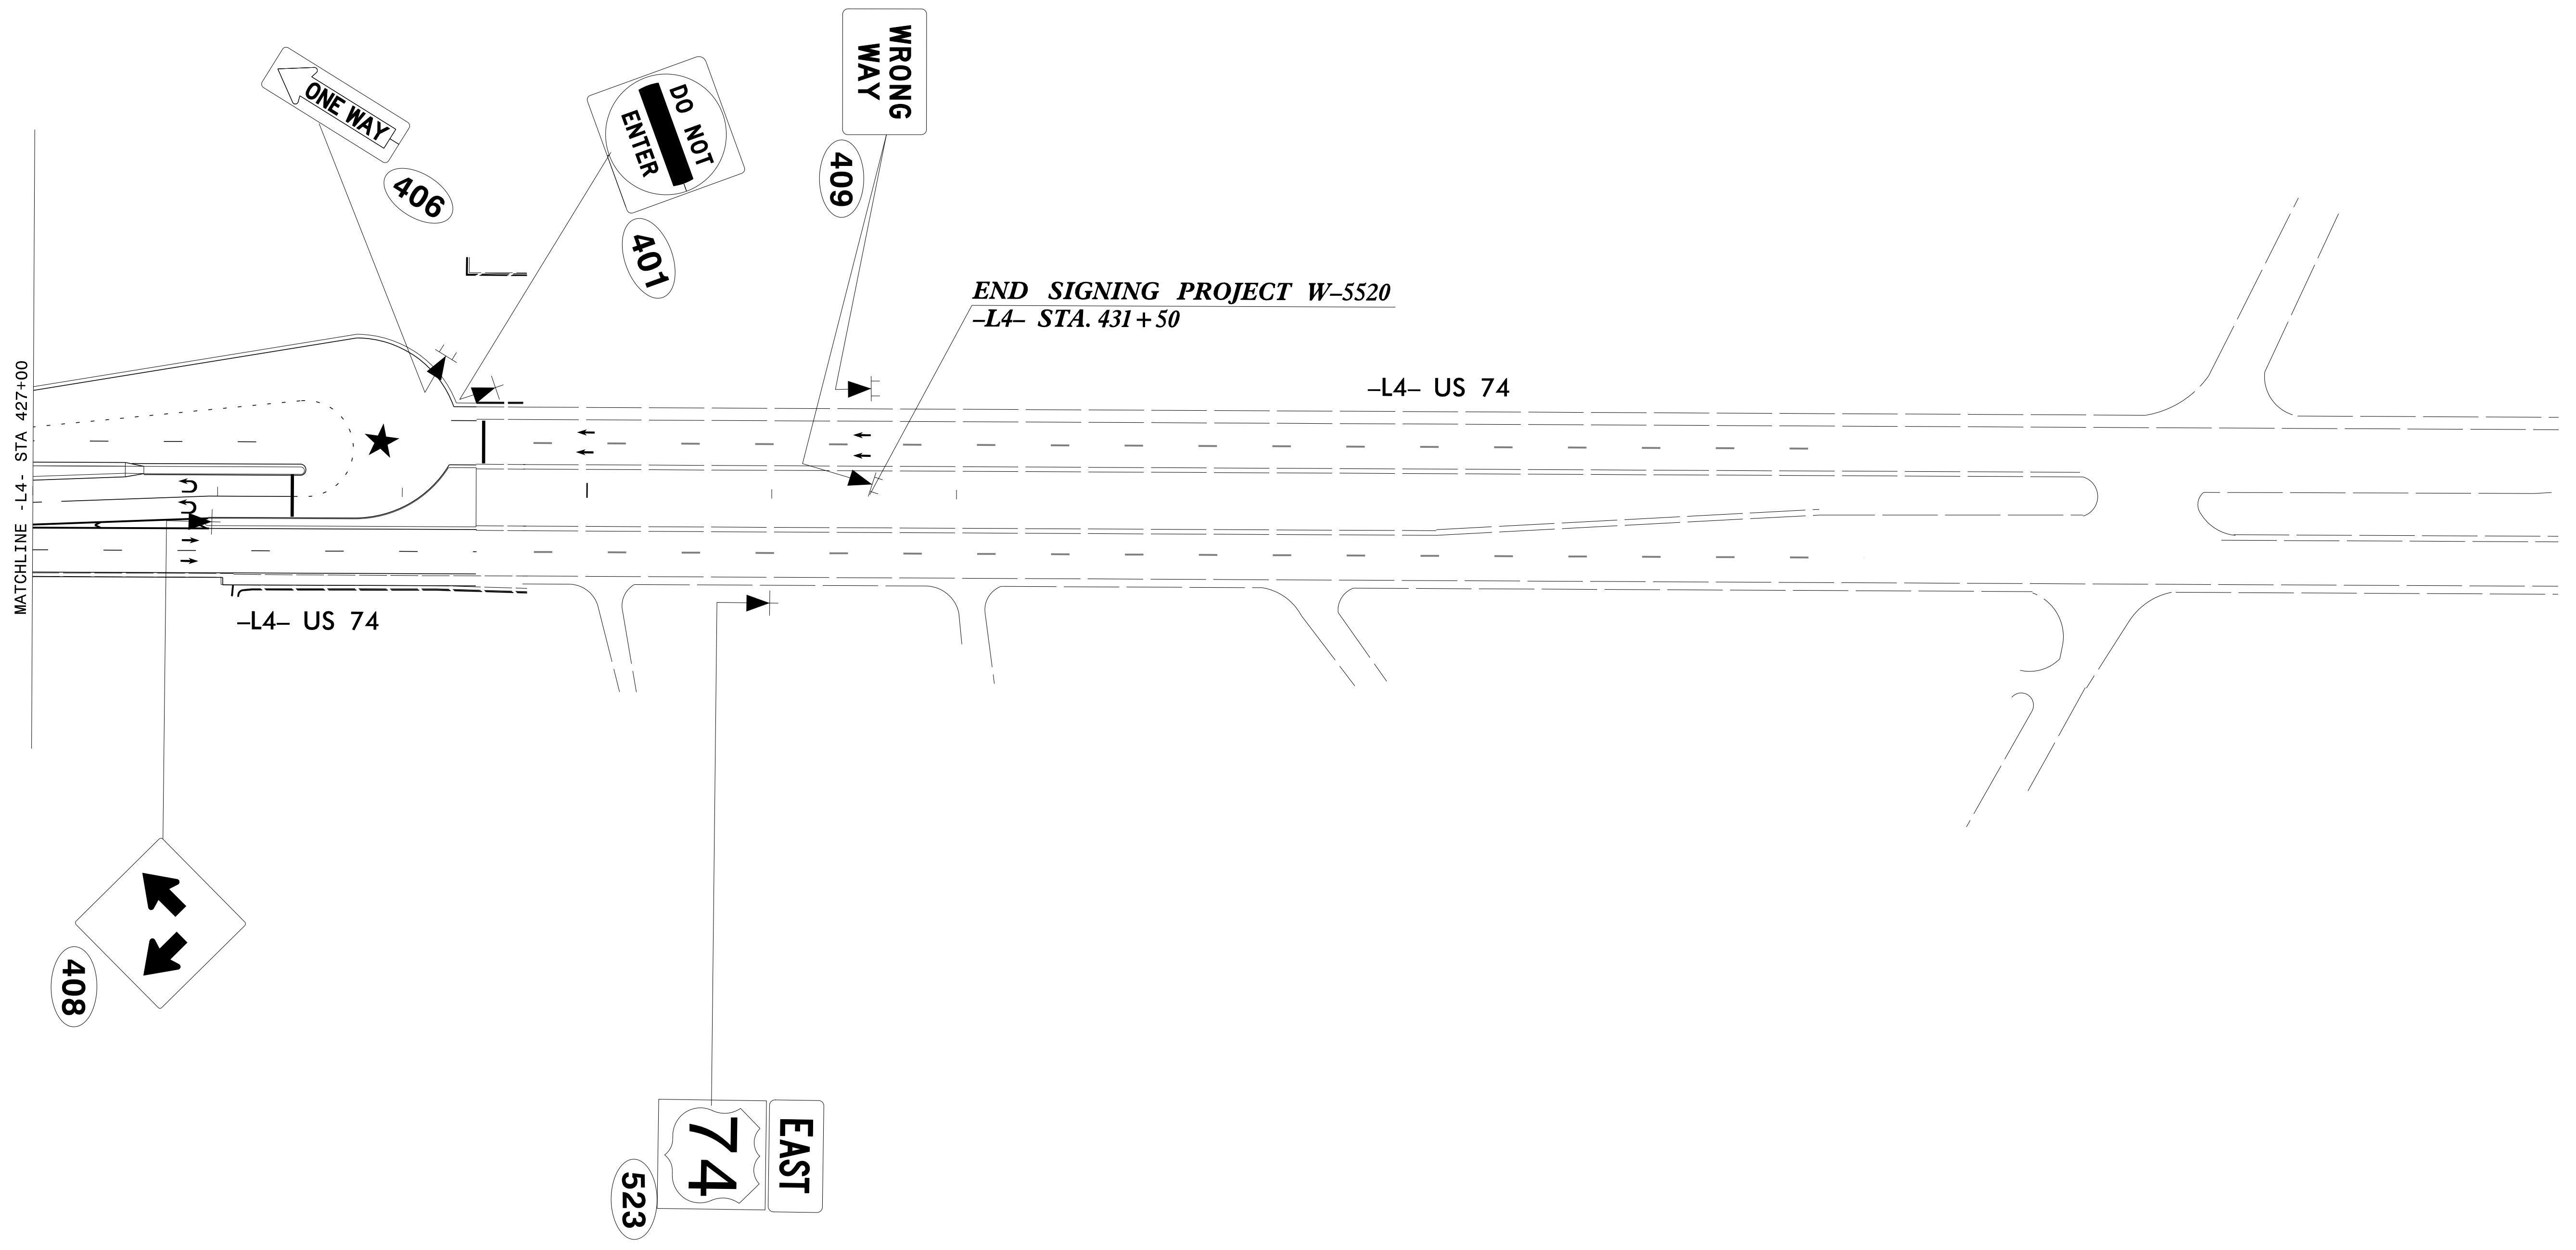 WRONG
WAY
409
ONE WAY
406
DO NOT
ENTER
401
END SIGNING PROJECT W–5520
–L4– STA. 431+50
–L4– US 74
MATCHLINE -L4- STA 427+00
–L4– US 74
408
EAST
74
523